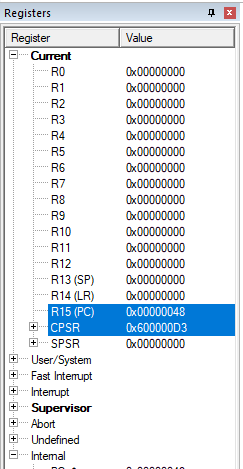 Registers
Register Value
Current
R0 0x00000000
R1 0x00000000
R2 0x00000000
R3 0x00000000
R4 0x00000000
R5 0x00000000
R6 0x00000000
R7 0x00000000
R8 0x00000000
R9 0x00000000
R10 0x00000000
R11 0x00000000
R12 0x00000000
R13 (SP) 0x00000000
R14 (LR) 0x00000000
R15 (PC) 0x00000048
CPSR 0x600000D3
SPSR 0x00000000
User/System
Fast Interrupt
Interrupt
Supervisor
Abort
Undefined
Internal